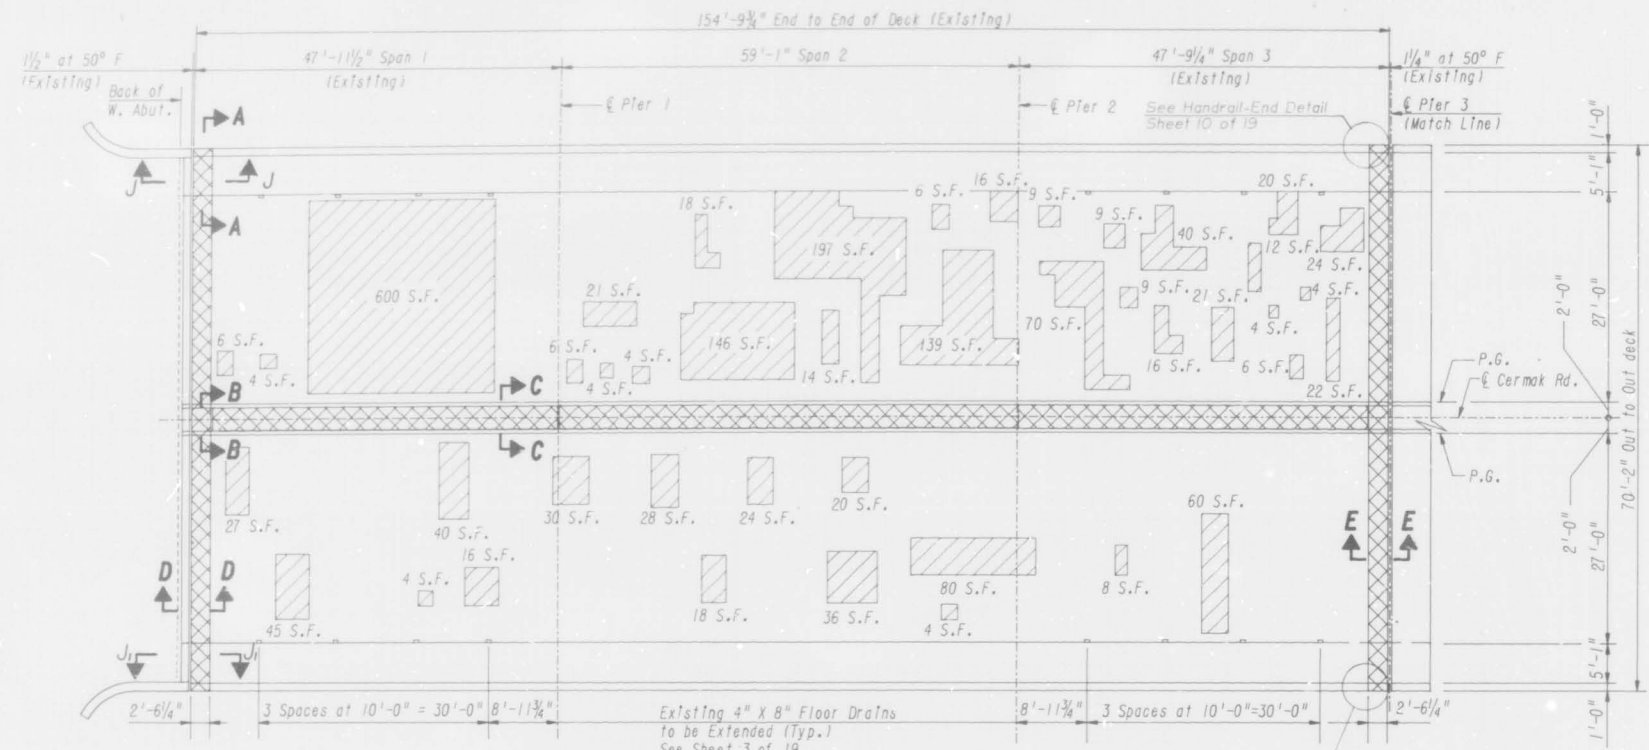 154'-9¾" End to End of Deck (Existing)
1½" at 50° F
(Existing)
47'-11½" Span 1
(Existing)
59'-1" Span 2
47'-9¼" Span 3
(Existing)
1¼" at 50° F
(Existing)
Back of
W. Abut.
A
℄ Pier 1
℄ Pier 2
See Handrail-End Detail
Sheet 10 of 19
℄ Pier 3
(Match Line)
1'-0"
J
J
5'-1"
A
18 S.F.
6 S.F.
16 S.F.
9 S.F.
20 S.F.
9 S.F.
40 S.F.
197 S.F.
12 S.F.
24 S.F.
600 S.F.
21 S.F.
9 S.F.
21 S.F.
4 S.F.
2'-0"
27'-0"
70 S.F.
4 S.F.
6 S.F.
4 S.F.
6 S.F.
4 S.F.
4 S.F.
146 S.F.
14 S.F.
139 S.F.
16 S.F.
6 S.F.
22 S.F.
P.G.
℄ Cermak Rd.
B
C
B
C
P.G.
70'-2" Out to Out deck
27 S.F.
40 S.F.
30 S.F.
28 S.F.
24 S.F.
20 S.F.
60 S.F.
E
E
2'-0"
27'-0"
D
D
45 S.F.
4 S.F.
16 S.F.
18 S.F.
36 S.F.
80 S.F.
4 S.F.
8 S.F.
J₁
J₁
5'-1"
1'-0"
2'-6¼"
3 Spaces at 10'-0" = 30'-0"
8'-11¾"
Existing 4" X 8" Floor Drains
to be Extended (Typ.)
See Sheet 3 of 19
8'-11¾"
3 Spaces at 10'-0"=30'-0"
2'-6¼"